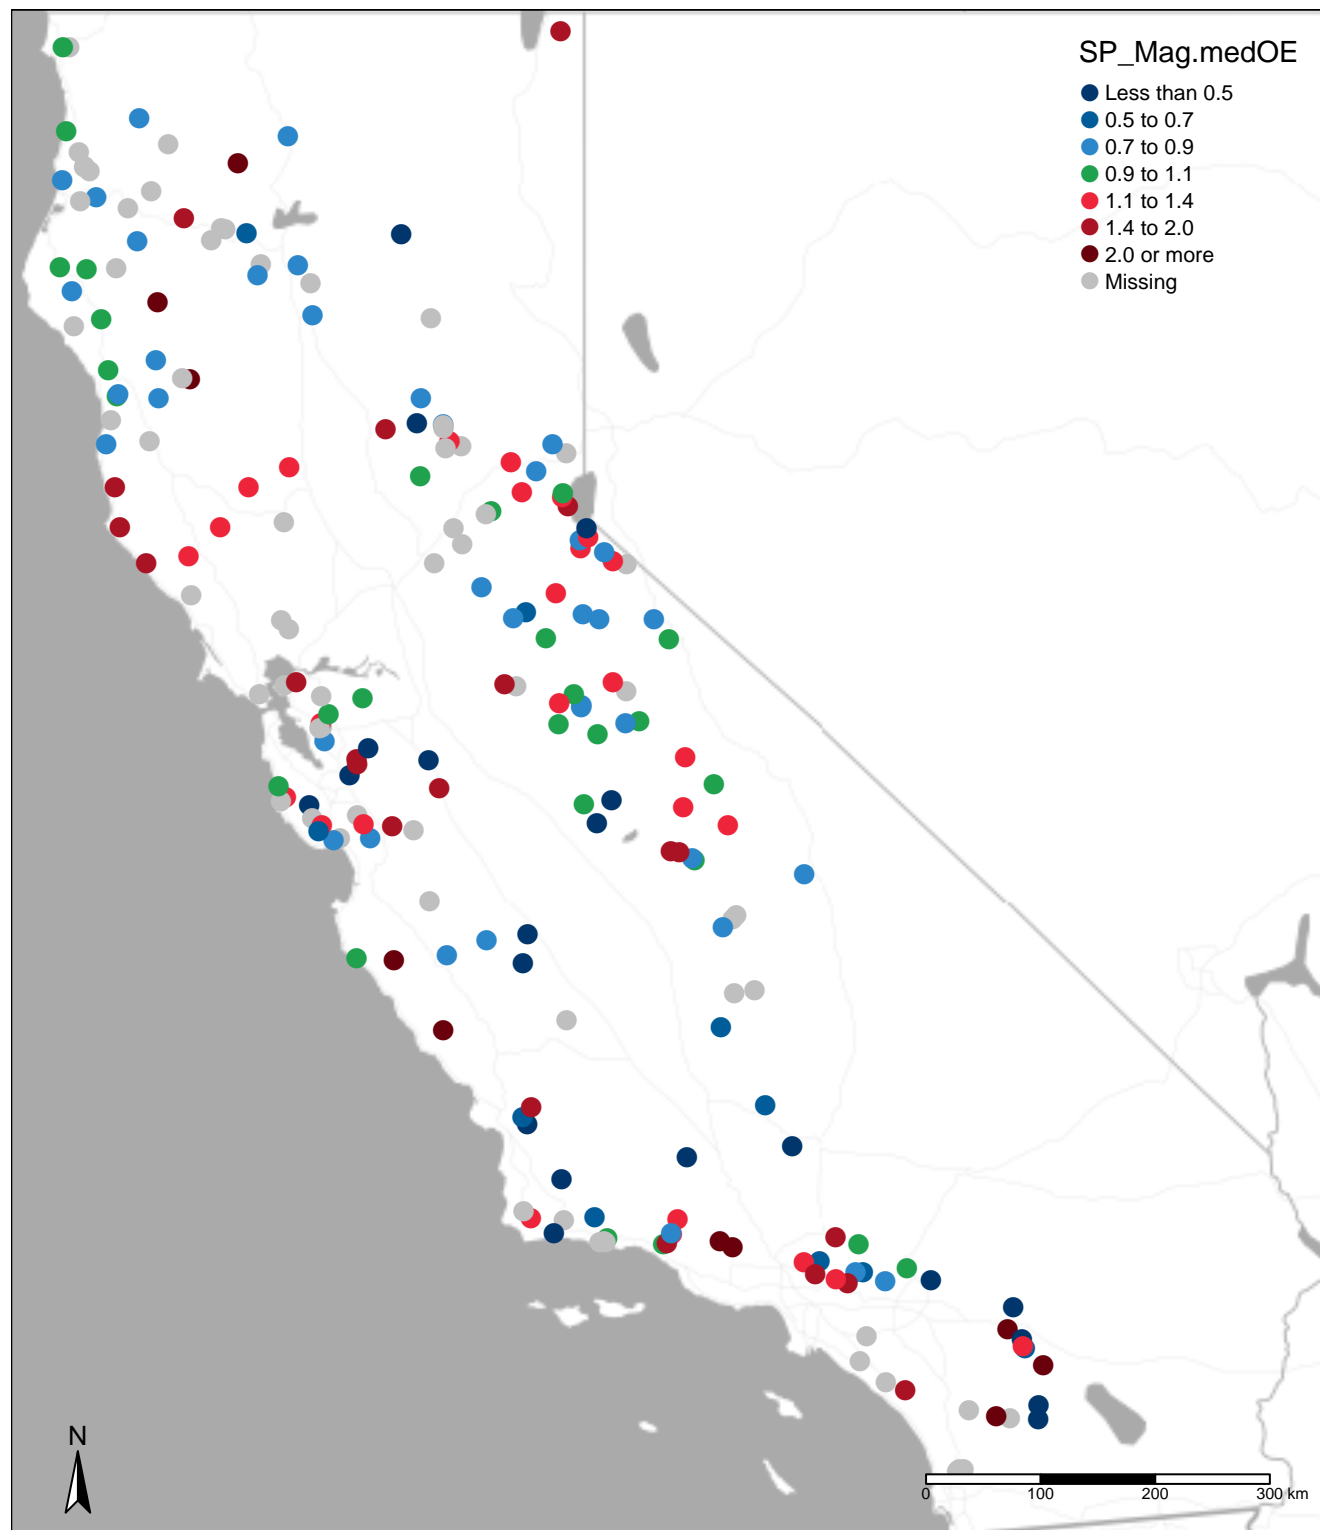 SP_Mag.medOE
Less than 0.5
0.5 to 0.7
0.7 to 0.9
0.9 to 1.1
1.1 to 1.4
1.4 to 2.0
2.0 or more
Missing
N
0 100 200 300 km